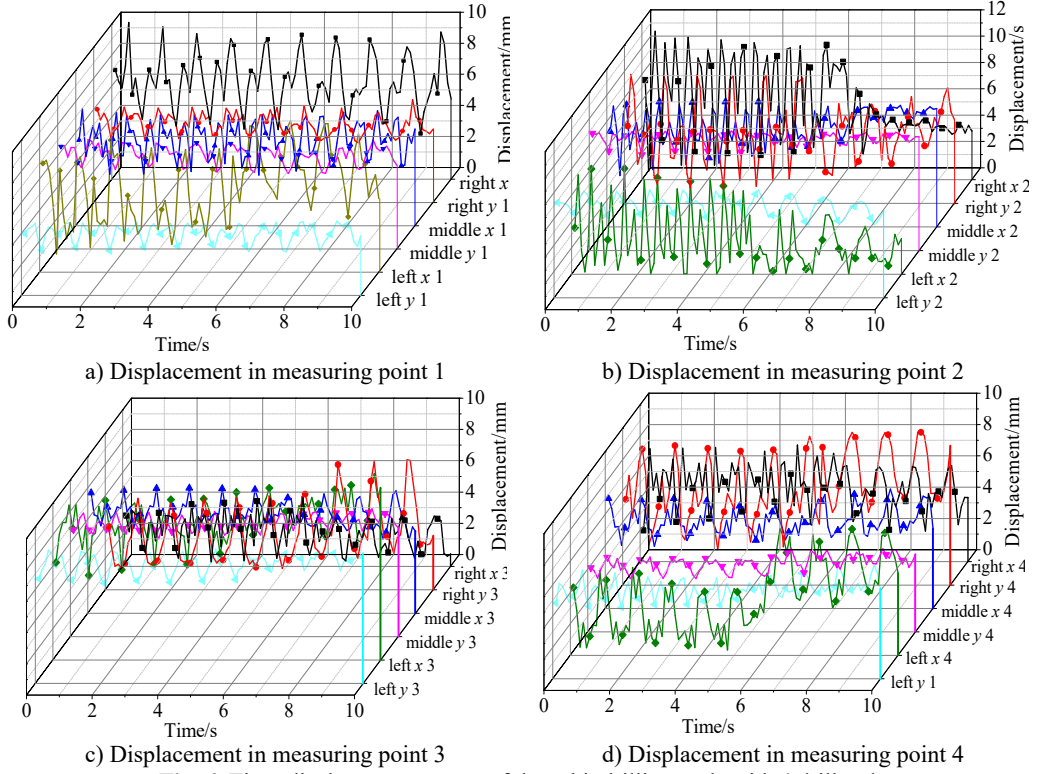 10
8
6
4
2
0
Displacement/mm
right x
right y 1
middle x 1
middle y 1
left x 1
left y 1
0 2 4 6 8 10
Time/s
a) Displacement in measuring point 1
12
10
8
6
4
2
0
Displacement/s
right x 2
right y 2
middle x 2
middle y 2
left x 2
left y 2
0 2 4 6 8 10
Time/s
b) Displacement in measuring point 2
10
8
6
4
2
0
Displacement/mm
right x 3
right y 3
middle x 3
middle y 3
left x 3
left y 3
0 2 4 6 8 10
Time/s
c) Displacement in measuring point 3
10
8
6
4
2
0
Displacement/mm
right x 4
right y 4
middle x 4
middle y 4
left x 4
left y 1
0 2 4 6 8 10
Time/s
d) Displacement in measuring point 4